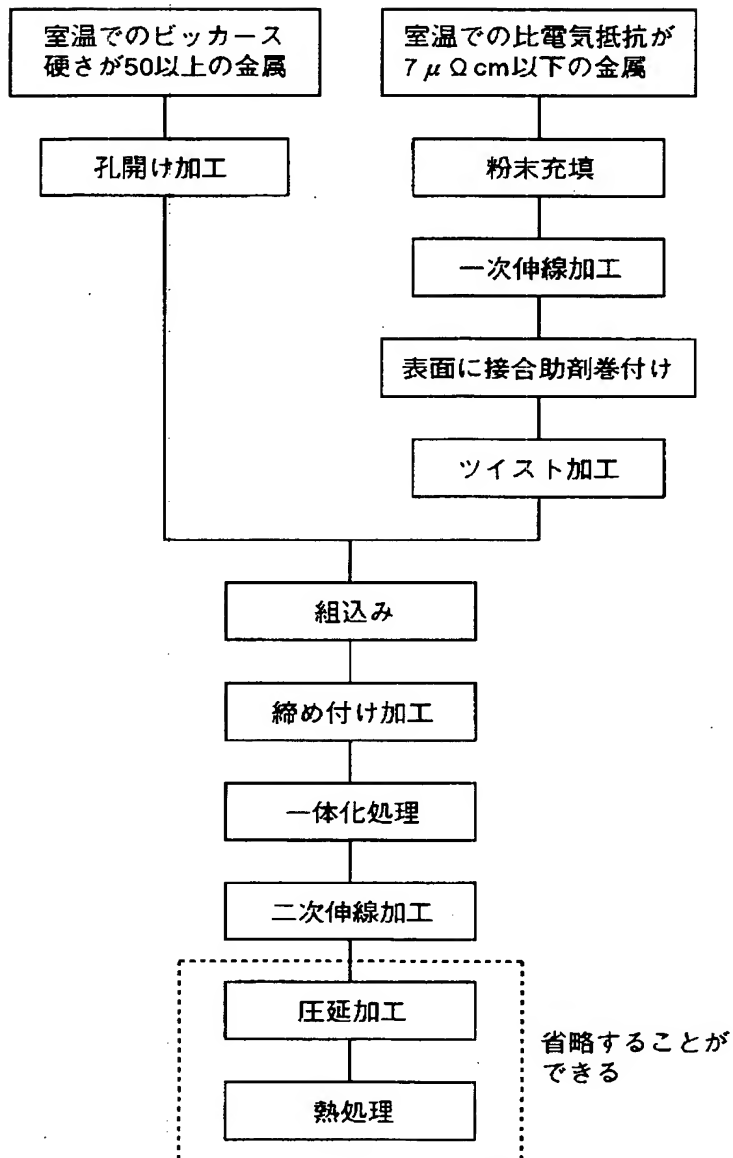 室温でのビッカース
硬さが50以上の金属
室温での比電気抵抗が
7μΩcm以下の金属
孔開け加工
粉末充填
一次伸線加工
表面に接合助剤巻付け
ツイスト加工
組込み
締め付け加工
一体化処理
二次伸線加工
圧延加工
熱処理
省略することが
できる